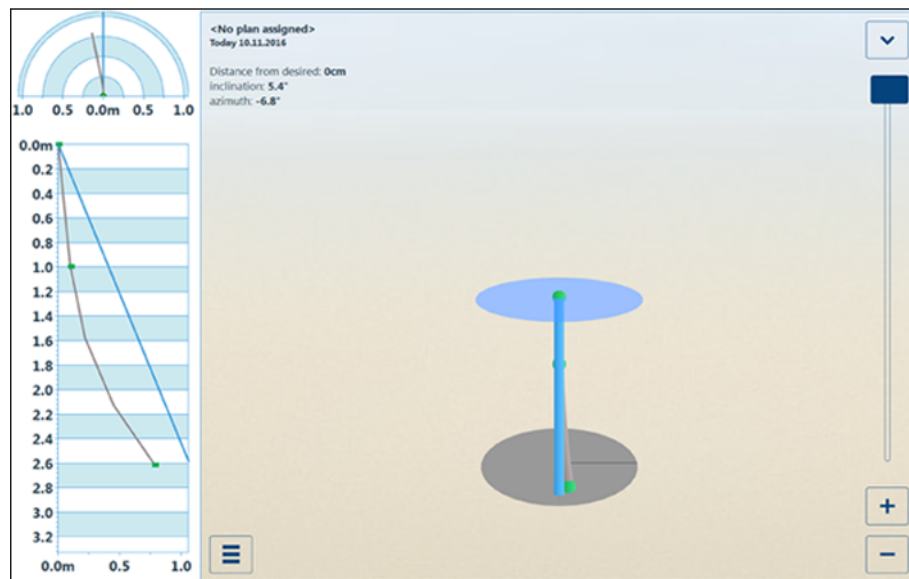 1.0 0.5 0.0m 0.5 1.0
0.0m
0.2
0.4
0.6
0.8
1.0
1.2
1.4
1.6
1.8
2.0
2.2
2.4
2.6
2.8
3.0
3.2
0.0m 0.5 1.0
<No plan assigned>
Today 10.11.2016
Distance from desired: 0cm
inclination: 5.4°
azimuth: -6.8°